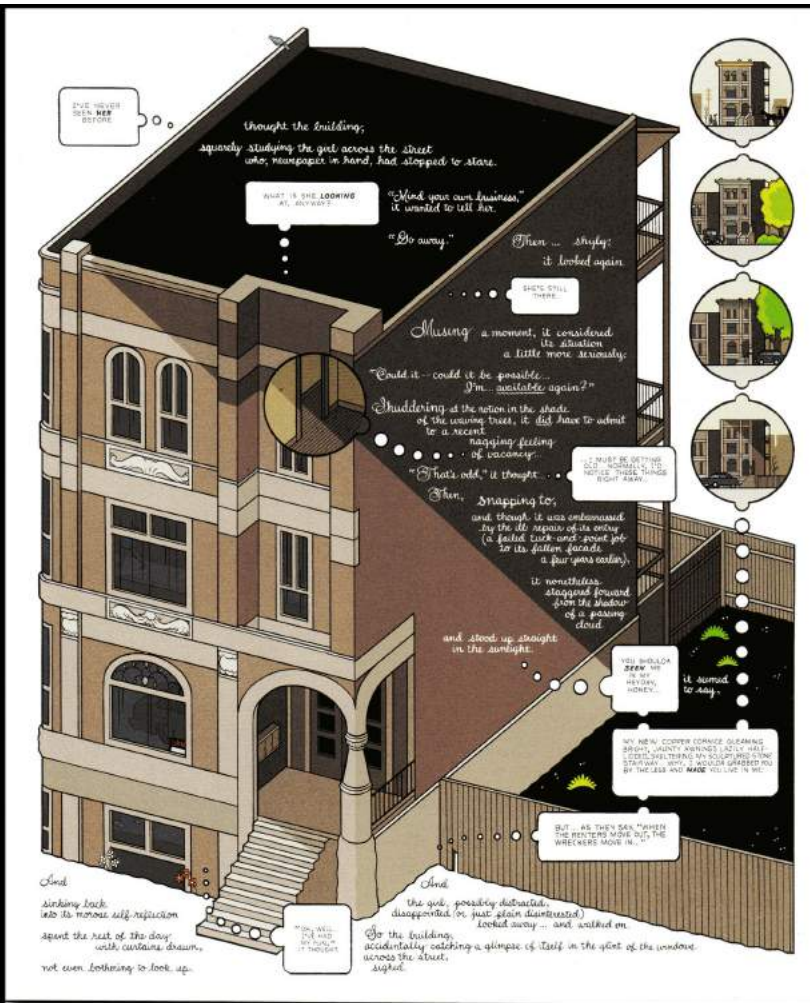 I'VE NEVER
SEEN HER
BEFORE
thought the building;
squarely studying the girl across the street
who, newspaper in hand, had stopped to stare.
WHAT IS SHE LOOKING
AT, ANYWAY?
"Mind your own business,"
it wanted to tell her.
"Go away."
Then ... shyly;
it looked again.
SHE'S STILL
THERE...
Musing a moment, it considered
its situation
a little more seriously;
"Could it -- could it be possible...
I'm... available again?"
Shuddering at the notion in the shade
of the waving trees, it did have to admit
to a recent
nagging feeling
of vacancy.
"That's odd," it thought...
...I MUST BE GETTING
OLD... NORMALLY, I'D
NOTICE THESE THINGS
RIGHT AWAY...
Then, snapping to;
and though it was embarrassed
by the ill repair of its entry
(a failed tuck-and-point job
to its fallen facade
a few years earlier),
it nonetheless
staggered forward
from the shadow
of a passing
cloud
and stood up straight
in the sunlight.
YOU SHOULDA
SEEN ME
IN MY
HEYDAY,
HONEY...
it seemed
to say.
MY NEW COPPER CORNICE GLEAMING
BRIGHT, JAUNTY AWNINGS LAZILY HALF-
LIDDED, SHELTERING MY SCULPTURED STONE
STAIRWAY... WHY, I WOULDA GRABBED YOU
BY THE LEGS AND MADE YOU LIVE IN ME!
BUT... AS THEY SAY, "WHEN
THE RENTERS MOVE OUT, THE
WRECKERS MOVE IN..."
And
the girl, possibly distracted,
disappointed (or just plain disinterested)
looked away... and walked on.
So the building,
accidentally catching a glimpse of itself in the glint of the windows
across the street,
sighed.
"OH, WELL...
I'VE HAD
MY FUN,"
IT THOUGHT.
And
sinking back
into its morose self-reflection
spent the rest of the day
with curtains drawn,
not even bothering to look up.